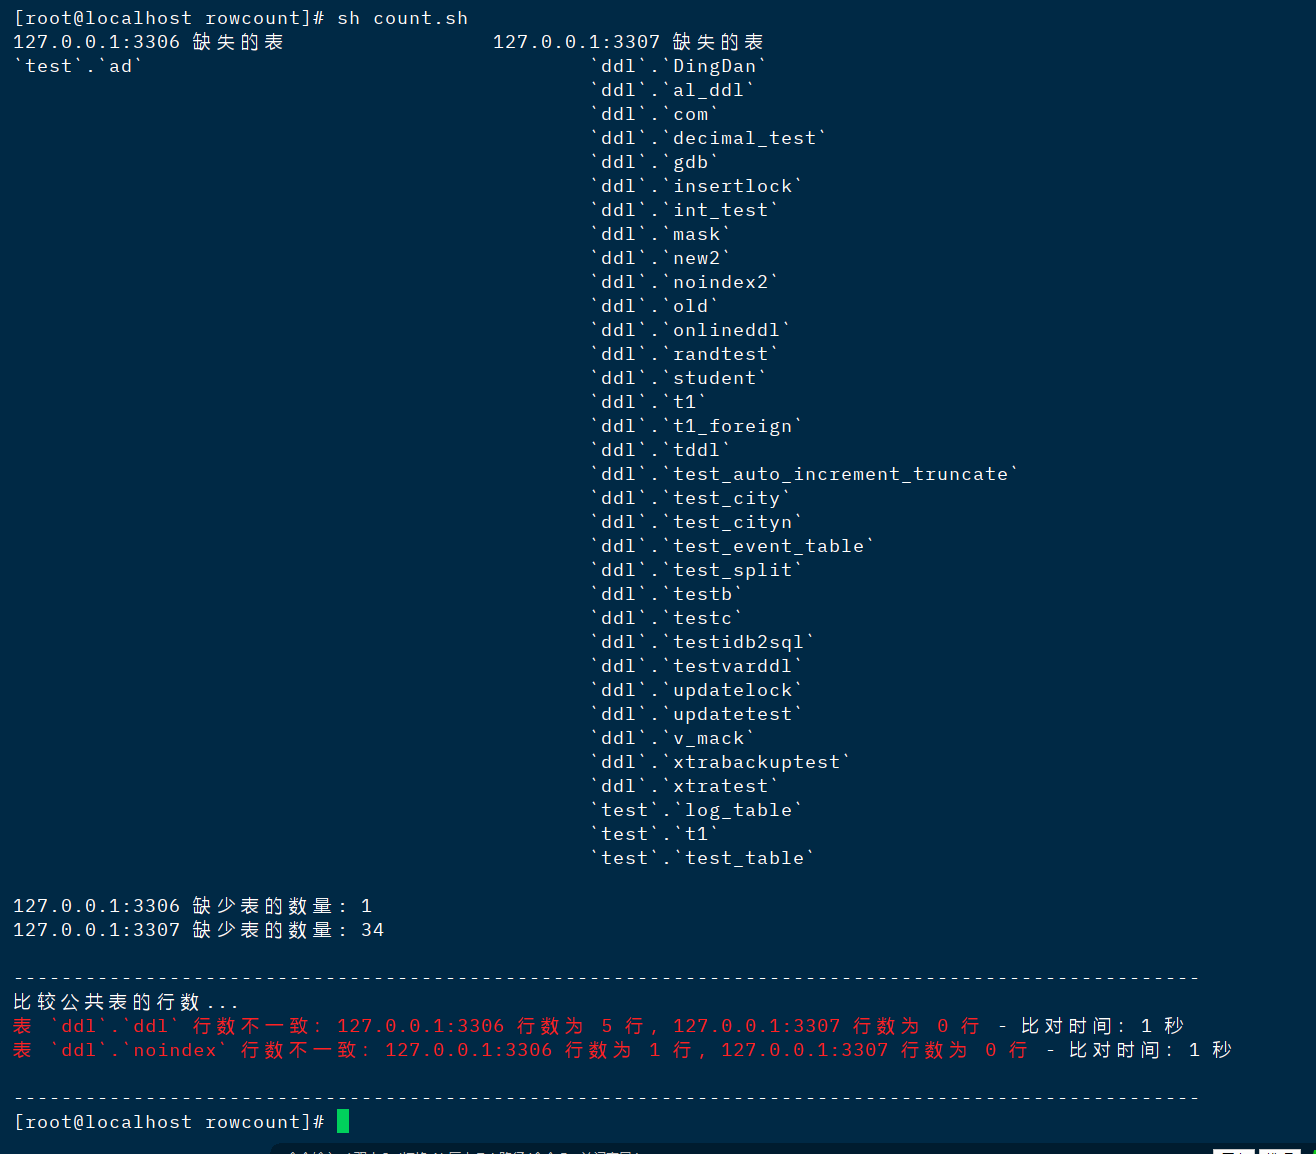 [root@localhost rowcount]# sh count.sh
127.0.0.1:3306 缺失的表 127.0.0.1:3307 缺失的表
`test`.`ad` `ddl`.`DingDan`
`ddl`.`al_ddl`
`ddl`.`com`
`ddl`.`decimal_test`
`ddl`.`gdb`
`ddl`.`insertlock`
`ddl`.`int_test`
`ddl`.`mask`
`ddl`.`new2`
`ddl`.`noindex2`
`ddl`.`old`
`ddl`.`onlineddl`
`ddl`.`randtest`
`ddl`.`student`
`ddl`.`t1`
`ddl`.`t1_foreign`
`ddl`.`tddl`
`ddl`.`test_auto_increment_truncate`
`ddl`.`test_city`
`ddl`.`test_cityn`
`ddl`.`test_event_table`
`ddl`.`test_split`
`ddl`.`testb`
`ddl`.`testc`
`ddl`.`testidb2sql`
`ddl`.`testvarddl`
`ddl`.`updatelock`
`ddl`.`updatetest`
`ddl`.`v_mack`
`ddl`.`xtrabackuptest`
`ddl`.`xtratest`
`test`.`log_table`
`test`.`t1`
`test`.`test_table`
127.0.0.1:3306 缺少表的数量: 1
127.0.0.1:3307 缺少表的数量: 34
---------------------------------------------------------------------------------------------------
比较公共表的行数...
表 `ddl`.`ddl` 行数不一致: 127.0.0.1:3306 行数为 5 行, 127.0.0.1:3307 行数为 0 行 - 比对时间: 1 秒
表 `ddl`.`noindex` 行数不一致: 127.0.0.1:3306 行数为 1 行, 127.0.0.1:3307 行数为 0 行 - 比对时间: 1 秒
---------------------------------------------------------------------------------------------------
[root@localhost rowcount]#